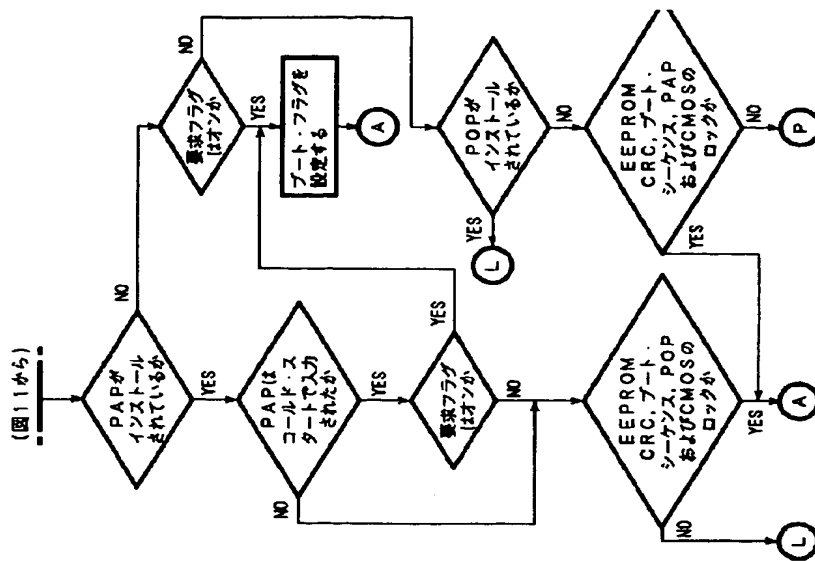 (図11から)
PAPが
インストール
されているか
NO
YES
PAPは
コールド・ス
タートで入力
されたか
NO
YES
要求フラグ
はオンか
YES
NO
要求フラグ
はオンか
NO
YES
ブート・フラグを
設定する
A
POPが
インストール
されているか
YES
L
NO
EEPROM
CRC, ブート・
シーケンス, PAP
およびCMOSの
ロックか
YES
NO
P
EEPROM
CRC, ブート・
シーケンス, POP
およびCMOSの
ロックか
YES
A
NO
L